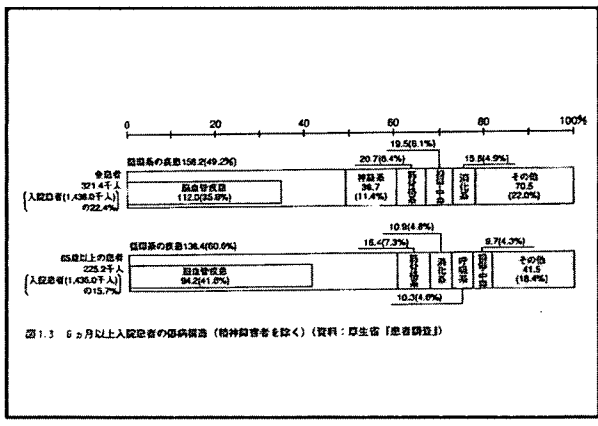 0 20 40 60 80 100%
19.5(6.1%)
循環系の疾患158.2(49.2%) 20.7(6.4%) 15.8(4.9%)
全患者
321.4千人
入院患者(1,436.0千人)
の22.4%
脳血管疾患
112.0(35.8%)
神経系
36.7
(11.4%)
その他
70.5
(22.0%)
10.9(4.8%)
循環系の疾患136.4(60.6%) 16.4(7.3%) 9.7(4.3%)
65歳以上の患者
225.2千人
入院患者(1,436.0千人)
の15.7%
脳血管疾患
94.2(41.8%)
その他
41.5
(18.4%)
10.3(4.6%)
図1.3 6ヵ月以上入院患者の傷病構造(精神障害者を除く)(資料:厚生省『患者調査』)